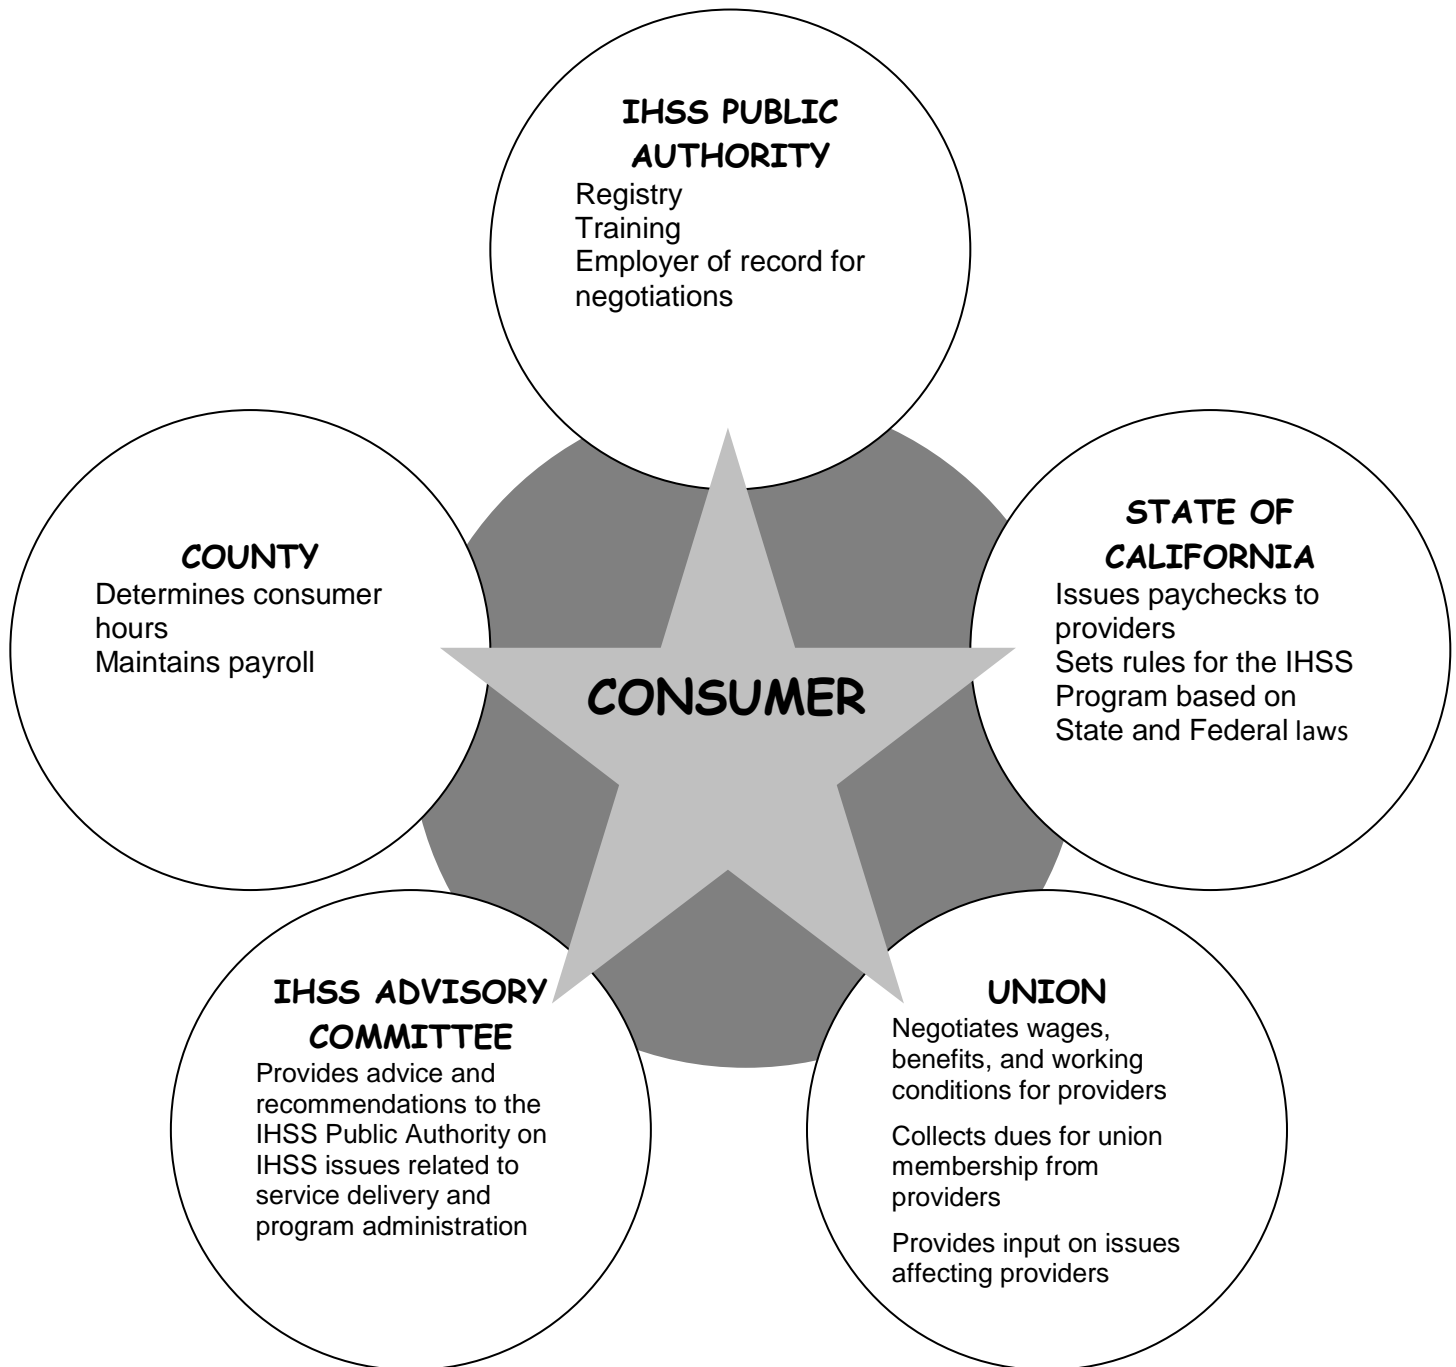 IHSS PUBLIC
AUTHORITY
Registry
Training
Employer of record for
negotiations
COUNTY
Determines consumer
hours
Maintains payroll
STATE OF
CALIFORNIA
Issues paychecks to
providers
Sets rules for the IHSS
Program based on
State and Federal laws
CONSUMER
IHSS ADVISORY
COMMITTEE
Provides advice and
recommendations to the
IHSS Public Authority on
IHSS issues related to
service delivery and
program administration
UNION
Negotiates wages,
benefits, and working
conditions for providers
Collects dues for union
membership from
providers
Provides input on issues
affecting providers